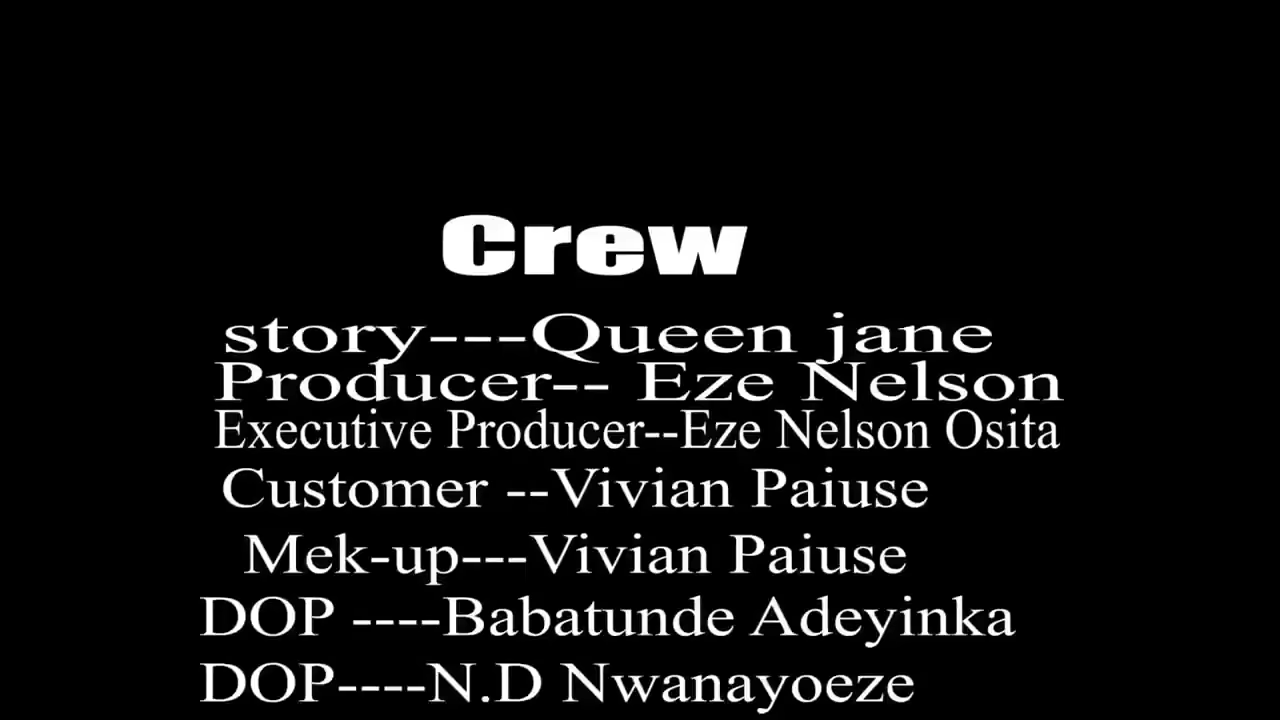 Crew
story---Queen jane
Producer-- Eze Nelson
Executive Producer--Eze Nelson Osita
Customer --Vivian Paiuse
Mek-up---Vivian Paiuse
DOP ----Babatunde Adeyinka
DOP----N.D Nwanayoeze